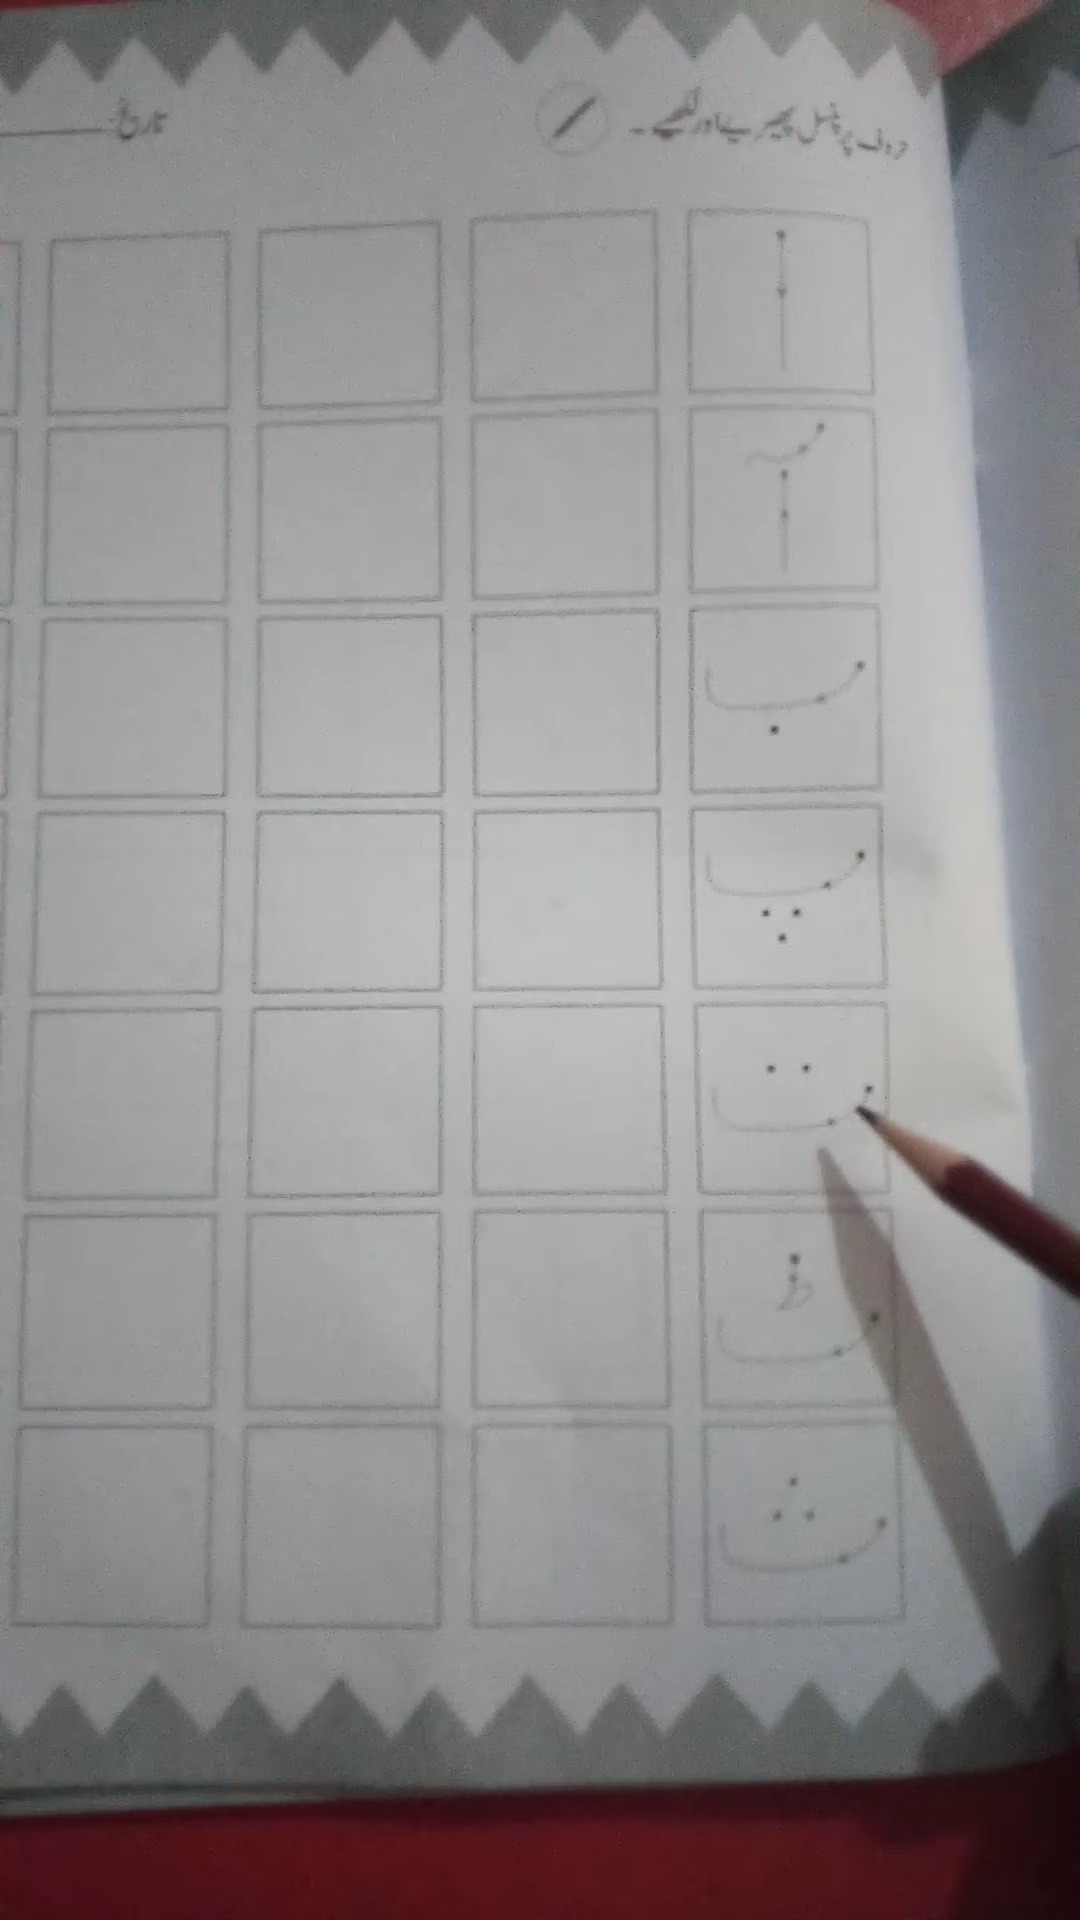 حروف پر پنسل پھیریے اور لکھیے۔ تاریخ:
ا
آ
ب
پ
ت
ٹ
ث